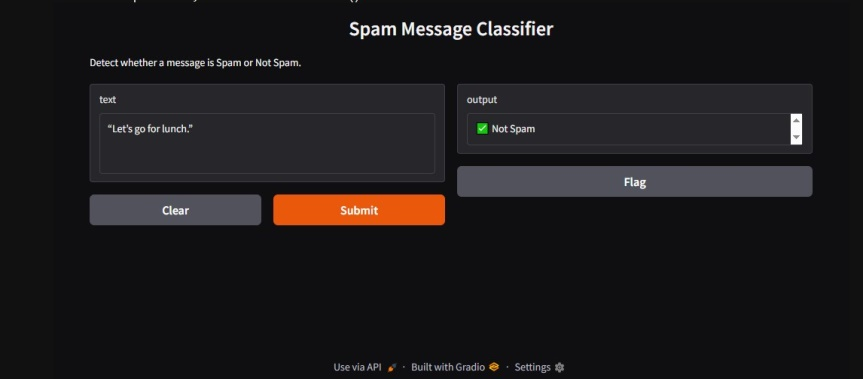 Spam Message Classifier
Detect whether a message is Spam or Not Spam.
text
“Let’s go for lunch.”
output
✅ Not Spam
Flag
Clear
Submit
Use via API 🚀 · Built with Gradio · Settings ⚙️